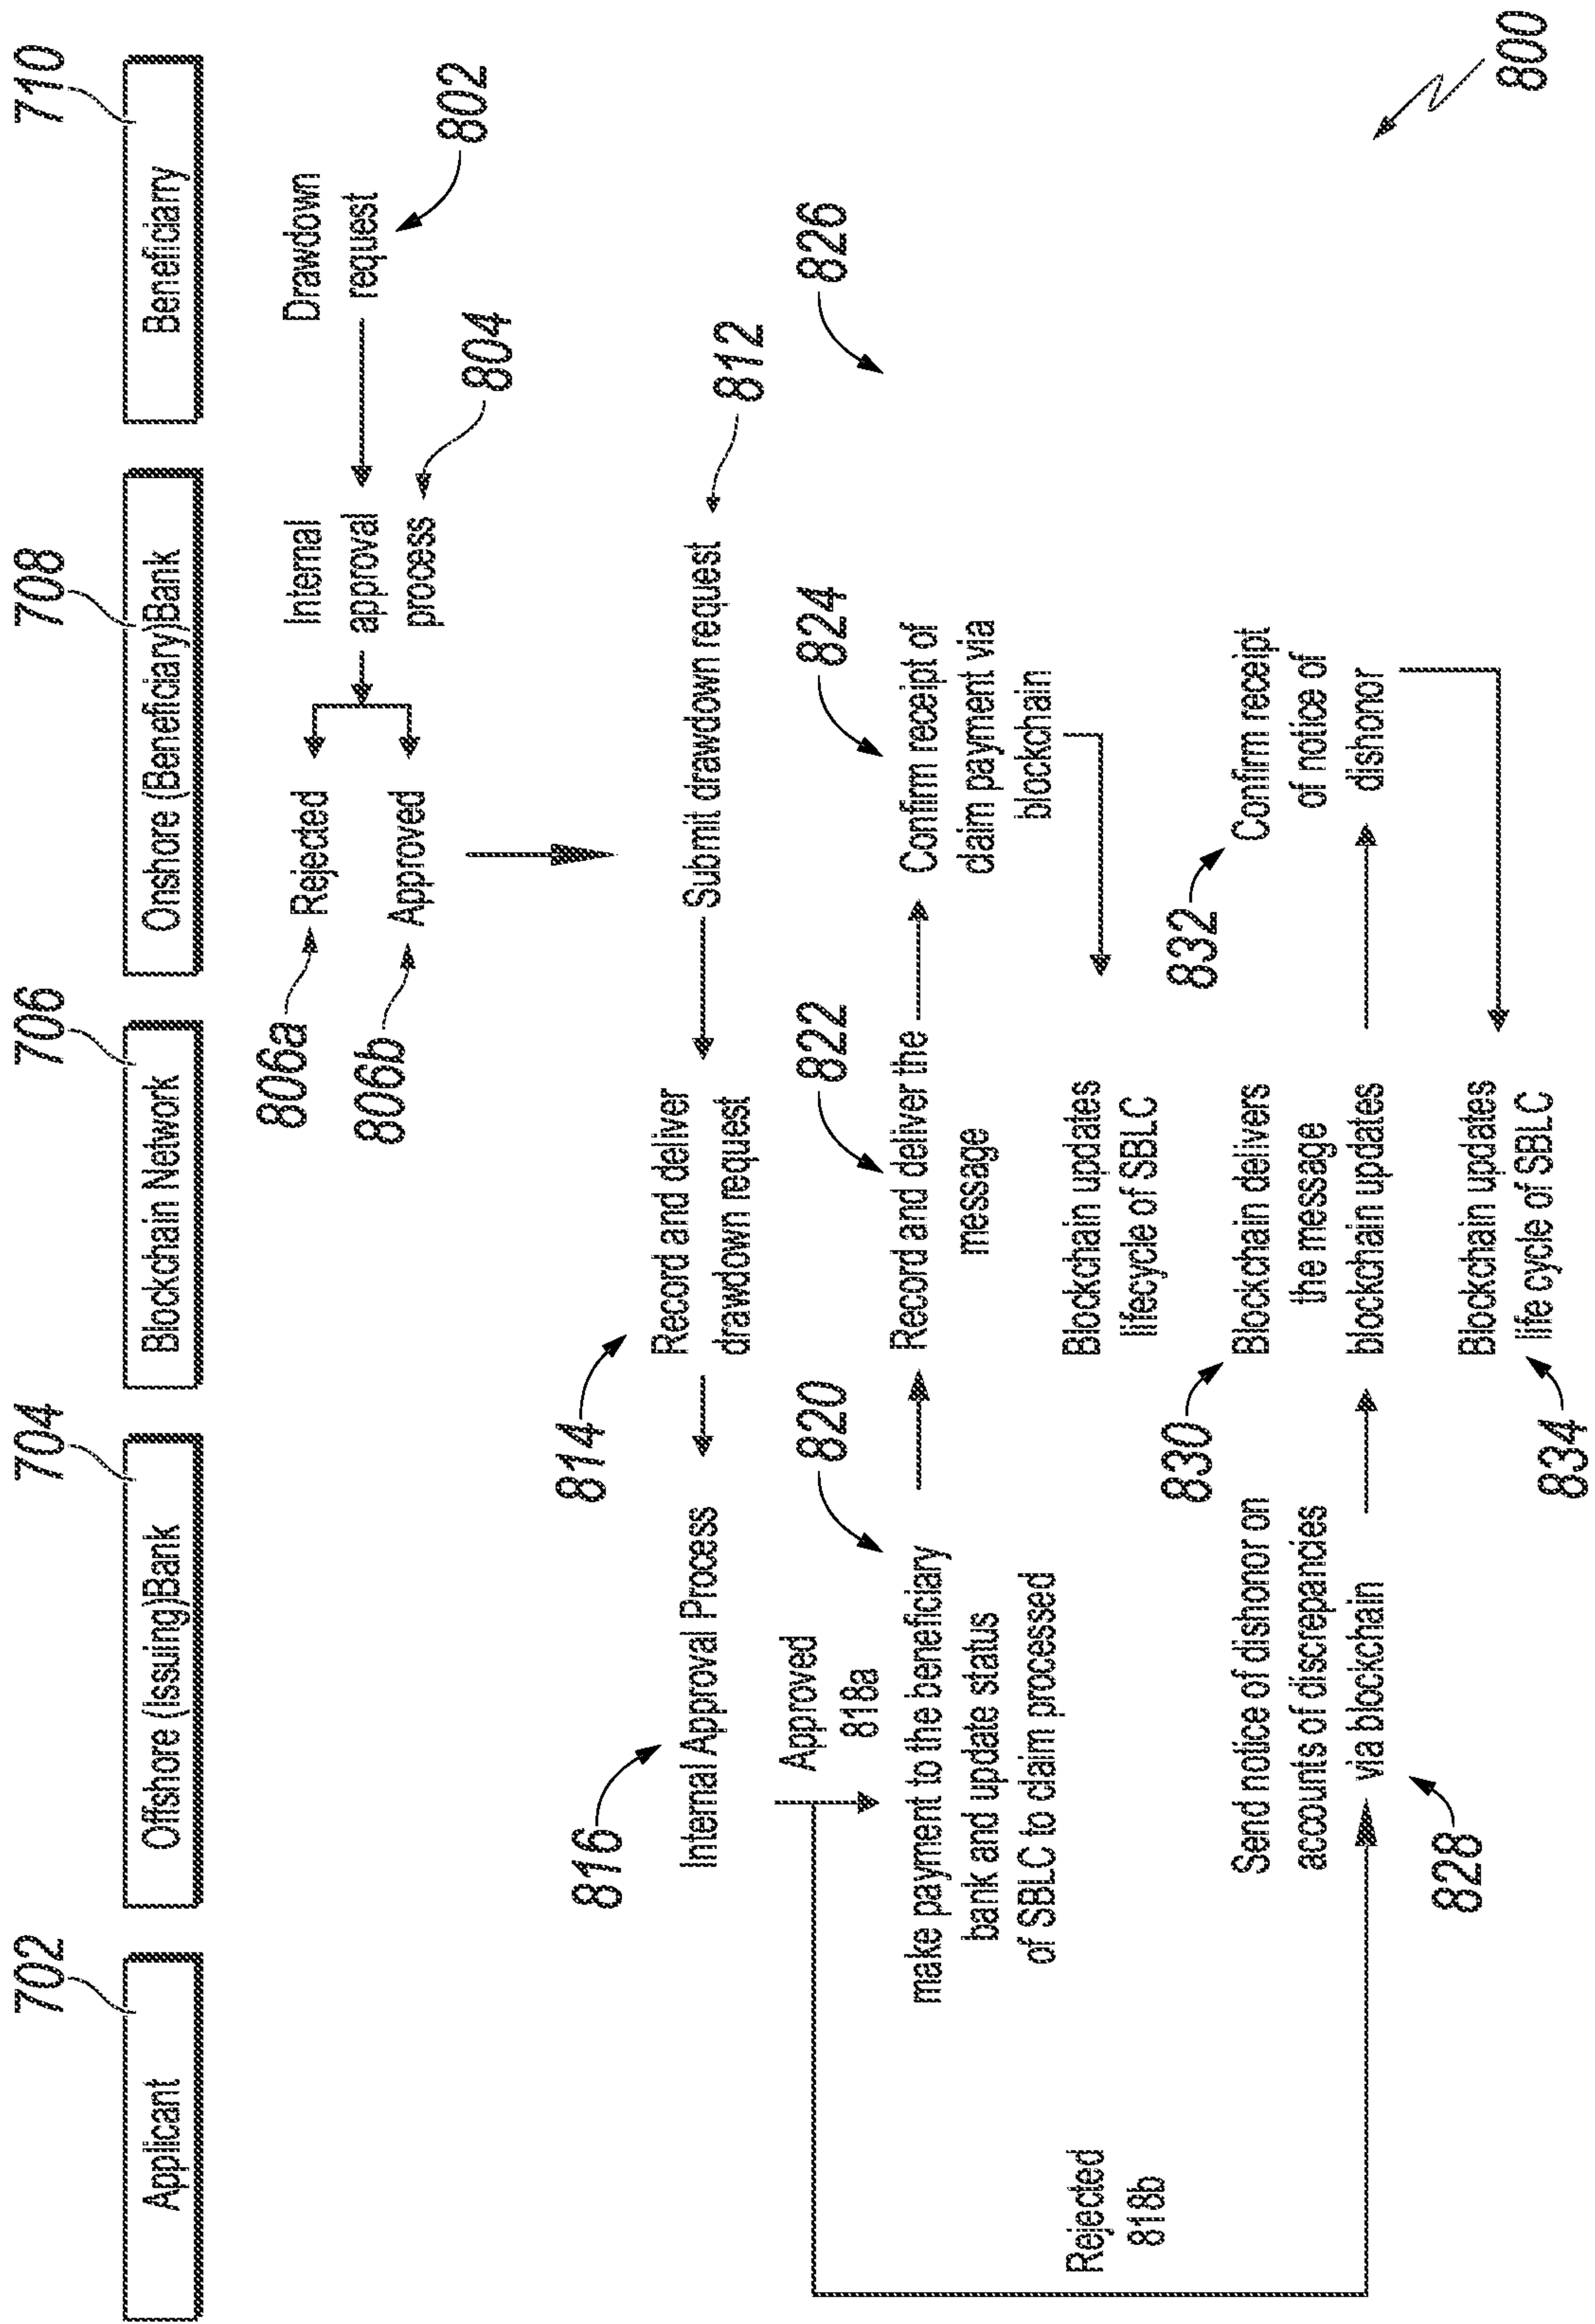 702
704
706
708
710
Applicant
Offshore (Issuing)Bank
Blockchain Network
Onshore (Beneficiary)Bank
Beneficiarry
Drawdown
request
802
Internal
approval
process
804
Rejected
Approved
806a
806b
Submit drawdown request
812
Record and deliver
drawdown request
814
Internal Approval Process
816
Approved
818a
make payment to the beneficiary
bank and update status
of SBLC to claim processed
820
Record and deliver the
message
822
Confirm receipt of
claim payment via
blockchain
824
826
Blockchain updates
lifecycle of SBLC
Rejected
818b
Send notice of dishonor on
accounts of discrepancies
via blockchain
828
Blockchain delivers
the message
blockchain updates
830
Confirm receipt
of notice of
dishonor
832
Blockchain updates
life cycle of SBLC
834
800